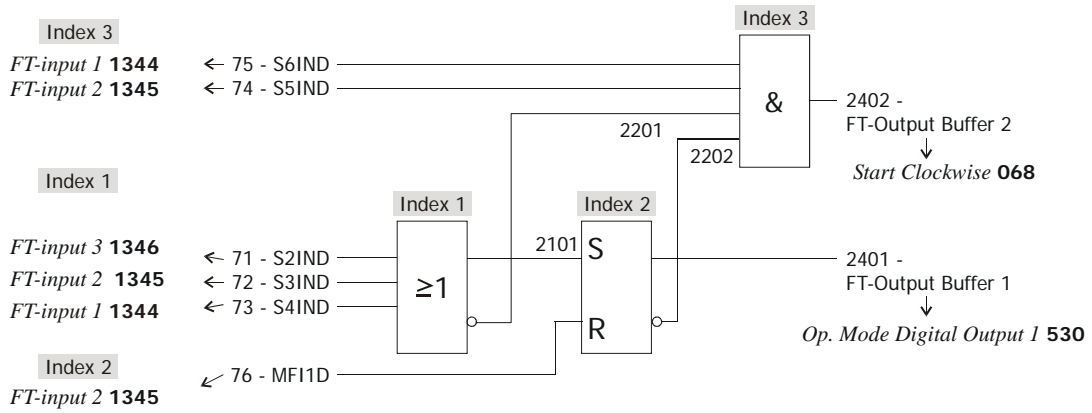 Index 3
Index 3
FT-input 1 1344 ← 75 - S6IND
FT-input 2 1345 ← 74 - S5IND
&
2402 -
FT-Output Buffer 2
2201
2202
Start Clockwise 068
Index 1
Index 1
Index 2
FT-input 3 1346 ← 71 - S2IND
2101 S
2401 -
FT-Output Buffer 1
FT-input 2 1345 ← 72 - S3IND
≥1
FT-input 1 1344 ← 73 - S4IND
R
Op. Mode Digital Output 1 530
Index 2
76 - MFI1D
FT-input 2 1345